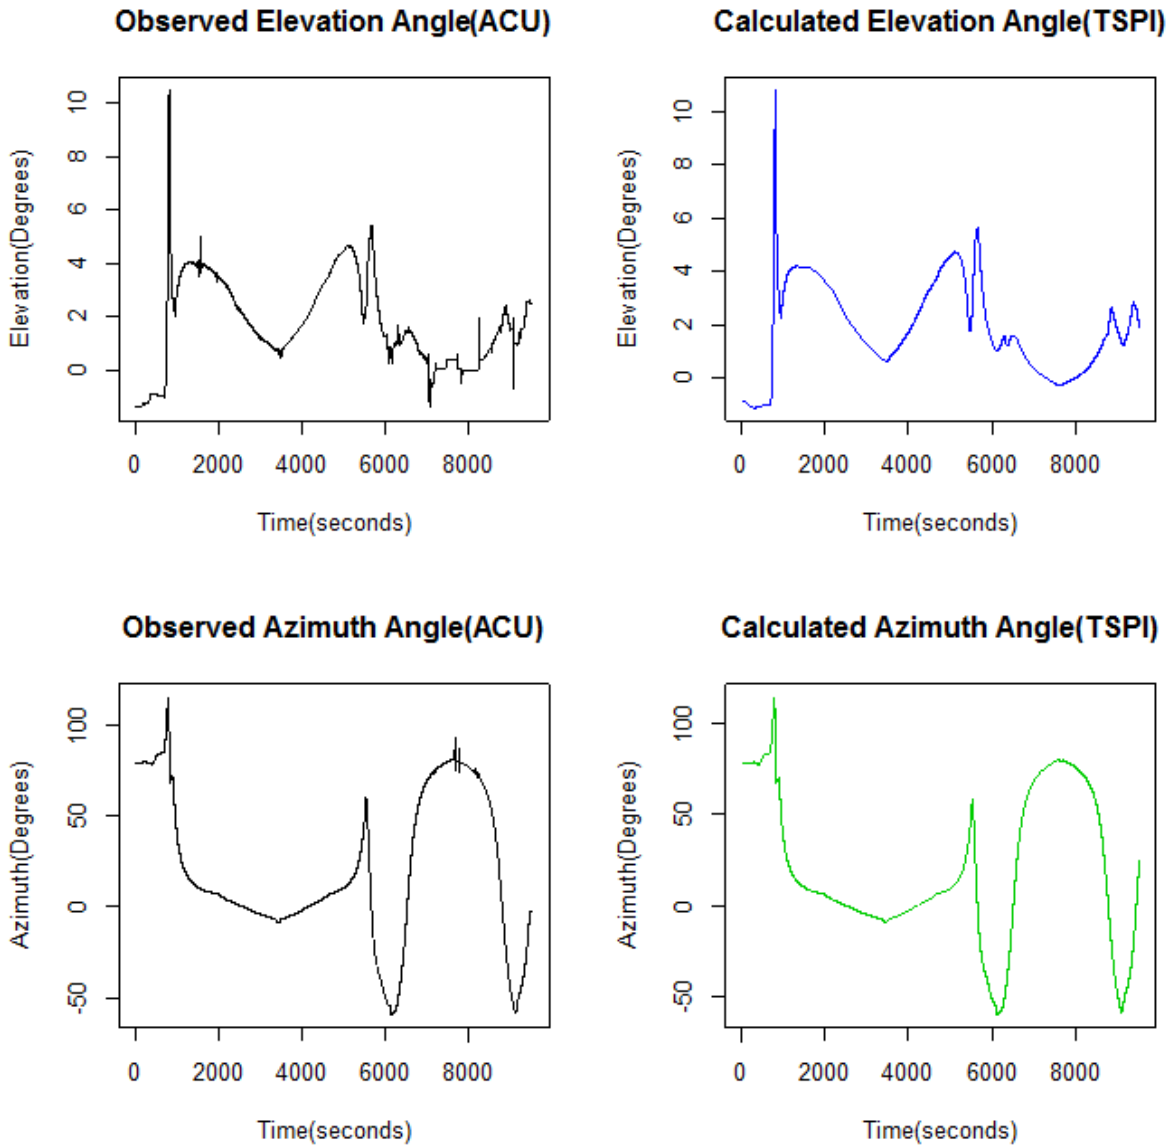 Observed Elevation Angle(ACU)
Elevation(Degrees)
0 2 4 6 8 10
0 2000 4000 6000 8000
Time(seconds)
Calculated Elevation Angle(TSPI)
Elevation(Degrees)
0 2 4 6 8 10
0 2000 4000 6000 8000
Time(seconds)
Observed Azimuth Angle(ACU)
Azimuth(Degrees)
-50 0 50 100
0 2000 4000 6000 8000
Time(seconds)
Calculated Azimuth Angle(TSPI)
Azimuth(Degrees)
-50 0 50 100
0 2000 4000 6000 8000
Time(seconds)